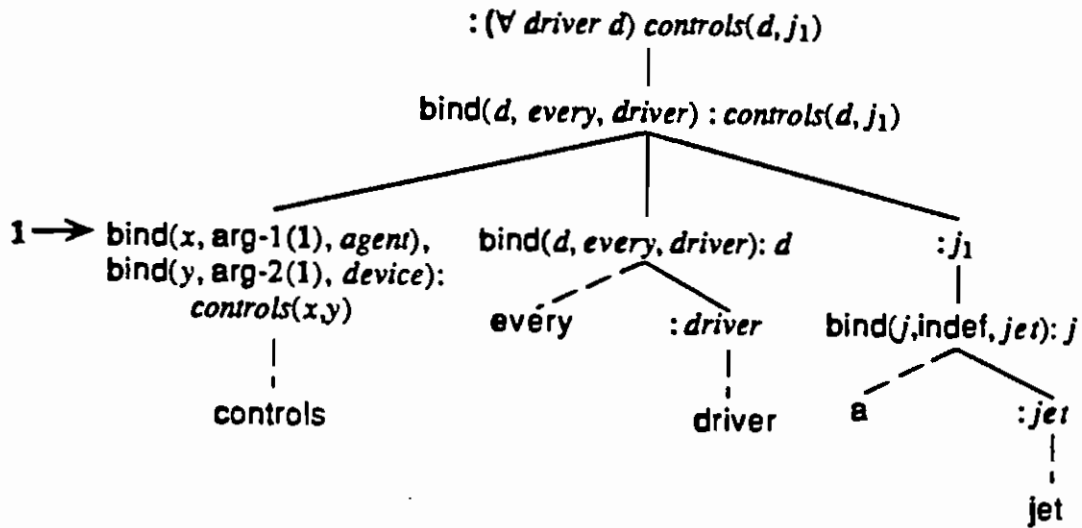 : (∀ driver d) controls(d, j₁)
bind(d, every, driver) : controls(d, j₁)
1 → bind(x, arg-1(1), agent),
bind(y, arg-2(1), device):
controls(x,y)
controls
bind(d, every, driver): d
every
: driver
driver
: j₁
bind(j,indef, jet): j
a
: jet
jet